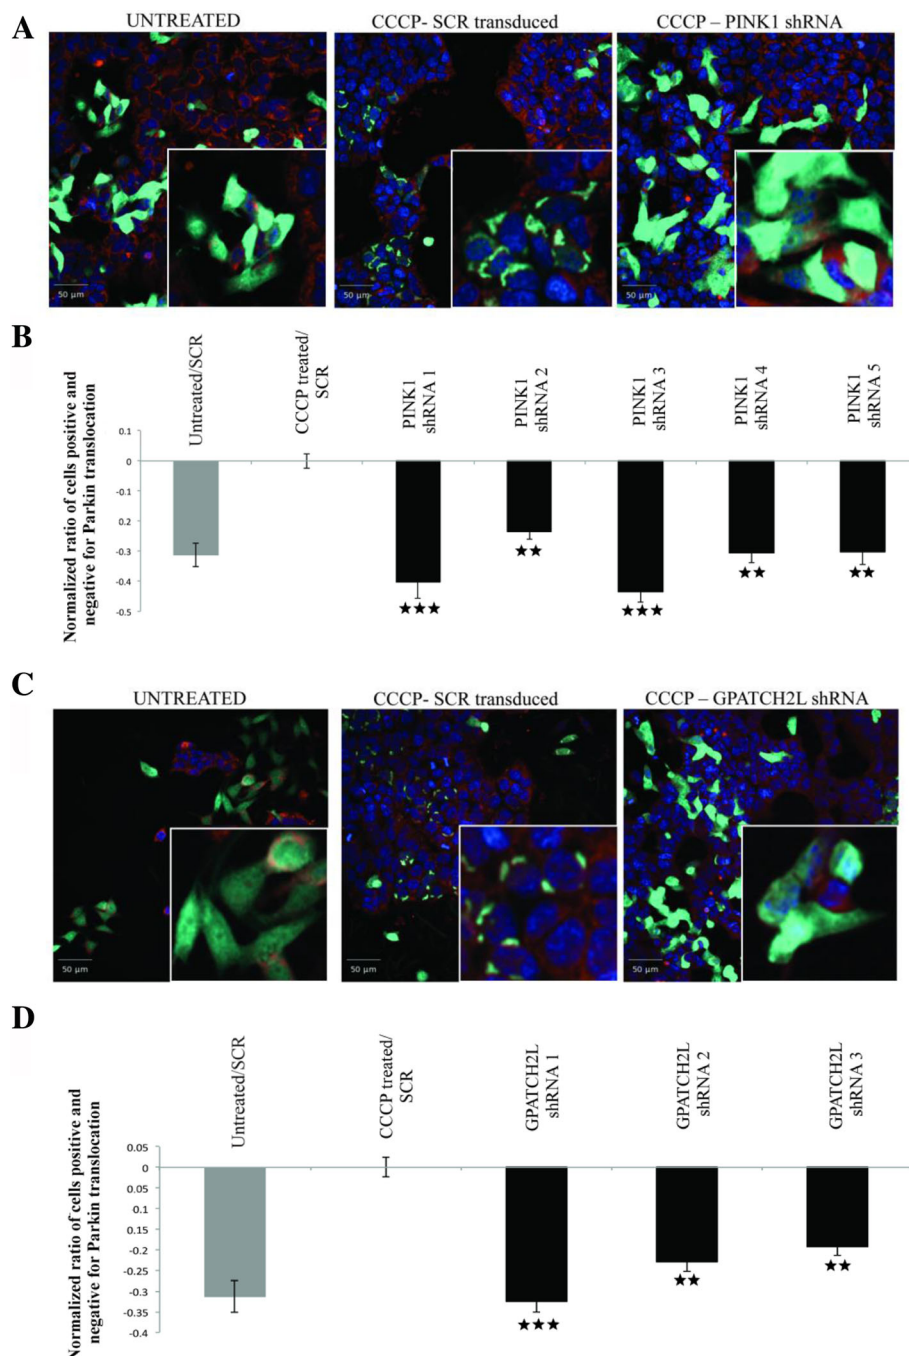 A
UNTREATED
CCCP- SCR transduced
CCCP – PINK1 shRNA
50 µm
50 µm
50 µm
B
Normalized ratio of cells positive and
negative for Parkin translocation
Untreated/SCR
CCCP treated/
SCR
PINK1
shRNA 1
PINK1
shRNA 2
PINK1
shRNA 3
PINK1
shRNA 4
PINK1
shRNA 5
0.1
0
-0.1
-0.2
-0.3
-0.4
-0.5
★★★
★★
★★★
★★
★★
C
UNTREATED
CCCP- SCR transduced
CCCP – GPATCH2L shRNA
50 µm
50 µm
50 µm
D
Normalized ratio of cells positive and
negative for Parkin translocation
Untreated/SCR
CCCP treated/
SCR
GPATCH2L
shRNA 1
GPATCH2L
shRNA 2
GPATCH2L
shRNA 3
0.05
0
0.05
0.1
0.15
-0.2
0.25
-0.3
0.35
-0.4
★★★
★★
★★